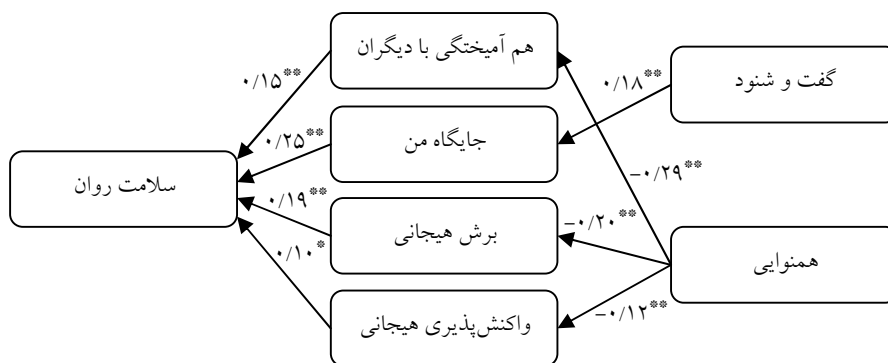 هم آمیختگی با دیگران
گفت و شنود
۰/۱۵**
۰/۱۸**
جایگاه من
۰/۲۵**
-۰/۲۹**
سلامت روان
۰/۱۹**
برش هیجانی
-۰/۲۰**
همنوایی
۰/۱۰*
واکنش‌پذیری هیجانی
-۰/۱۲**